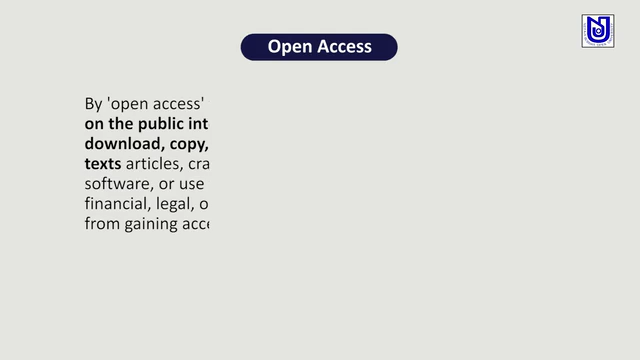 Open Access
By 'open access'
on the public int
download, copy,
texts articles, cra
software, or use
financial, legal, o
from gaining acce